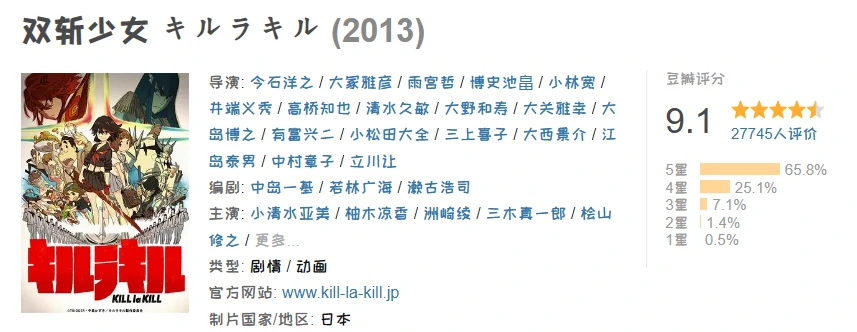 双斩少女 キルラキル (2013)
导演: 今石洋之 / 大冢雅彦 / 雨宫哲 / 博史池畠 / 小林宽 /
井端义秀 / 高桥知也 / 清水久敏 / 大野和寿 / 大关雅幸 / 大
岛博之 / 有富兴二 / 小松田大全 / 三上喜子 / 大西景介 / 江
岛泰男 / 中村章子 / 立川让
编剧: 中岛一基 / 若林广海 / 濑古浩司
主演: 小清水亚美 / 柚木凉香 / 洲崎绫 / 三木真一郎 / 桧山
修之 / 更多...
类型: 剧情 / 动画
官方网站: www.kill-la-kill.jp
制片国家/地区: 日本
豆瓣评分
9.1
27745人评价
5星 65.8%
4星 25.1%
3星 7.1%
2星 1.4%
1星 0.5%
キルラキル
KILL la KILL